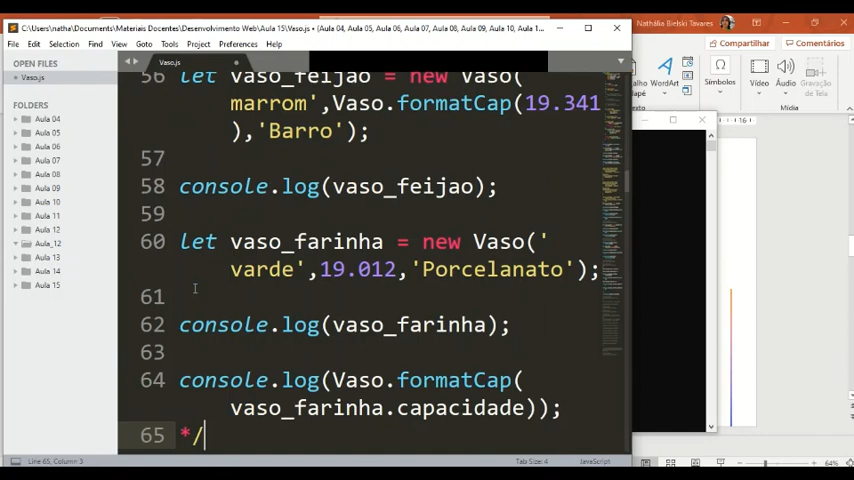 C:\Users\natha\Documents\Materiais Docentes\Desenvolvimento Web\Aula 15\Vaso.js • (Aula 04, Aula 05, Aula 06, Aula 07, Aula 08, Aula 09, Aula 10, Aula 1...
Nathália Bielski Tavares
File Edit Selection Find View Goto Tools Project Preferences Help
Compartilhar Comentários
OPEN FILES
Vaso.js
FOLDERS
Aula 04
Aula 05
Aula 06
Aula 07
Aula 08
Aula 09
Aula 10
Aula 11
Aula 12
Aula_12
Aula 13
Aula 14
Aula 15
Vaso.js
56 let vaso_feijao = new Vaso('
marrom',Vaso.formatCap(19.341
),'Barro');
57
58 console.log(vaso_feijao);
59
60 let vaso_farinha = new Vaso('
varde',19.012,'Porcelanato');
61
62 console.log(vaso_farinha);
63
64 console.log(Vaso.formatCap(
vaso_farinha.capacidade));
65 */
WordArt
Símbolos
Vídeo
Áudio
Gravação
de Tela
Mídia
16
Line 65, Column 3
Tab Size: 4
JavaScript
64%